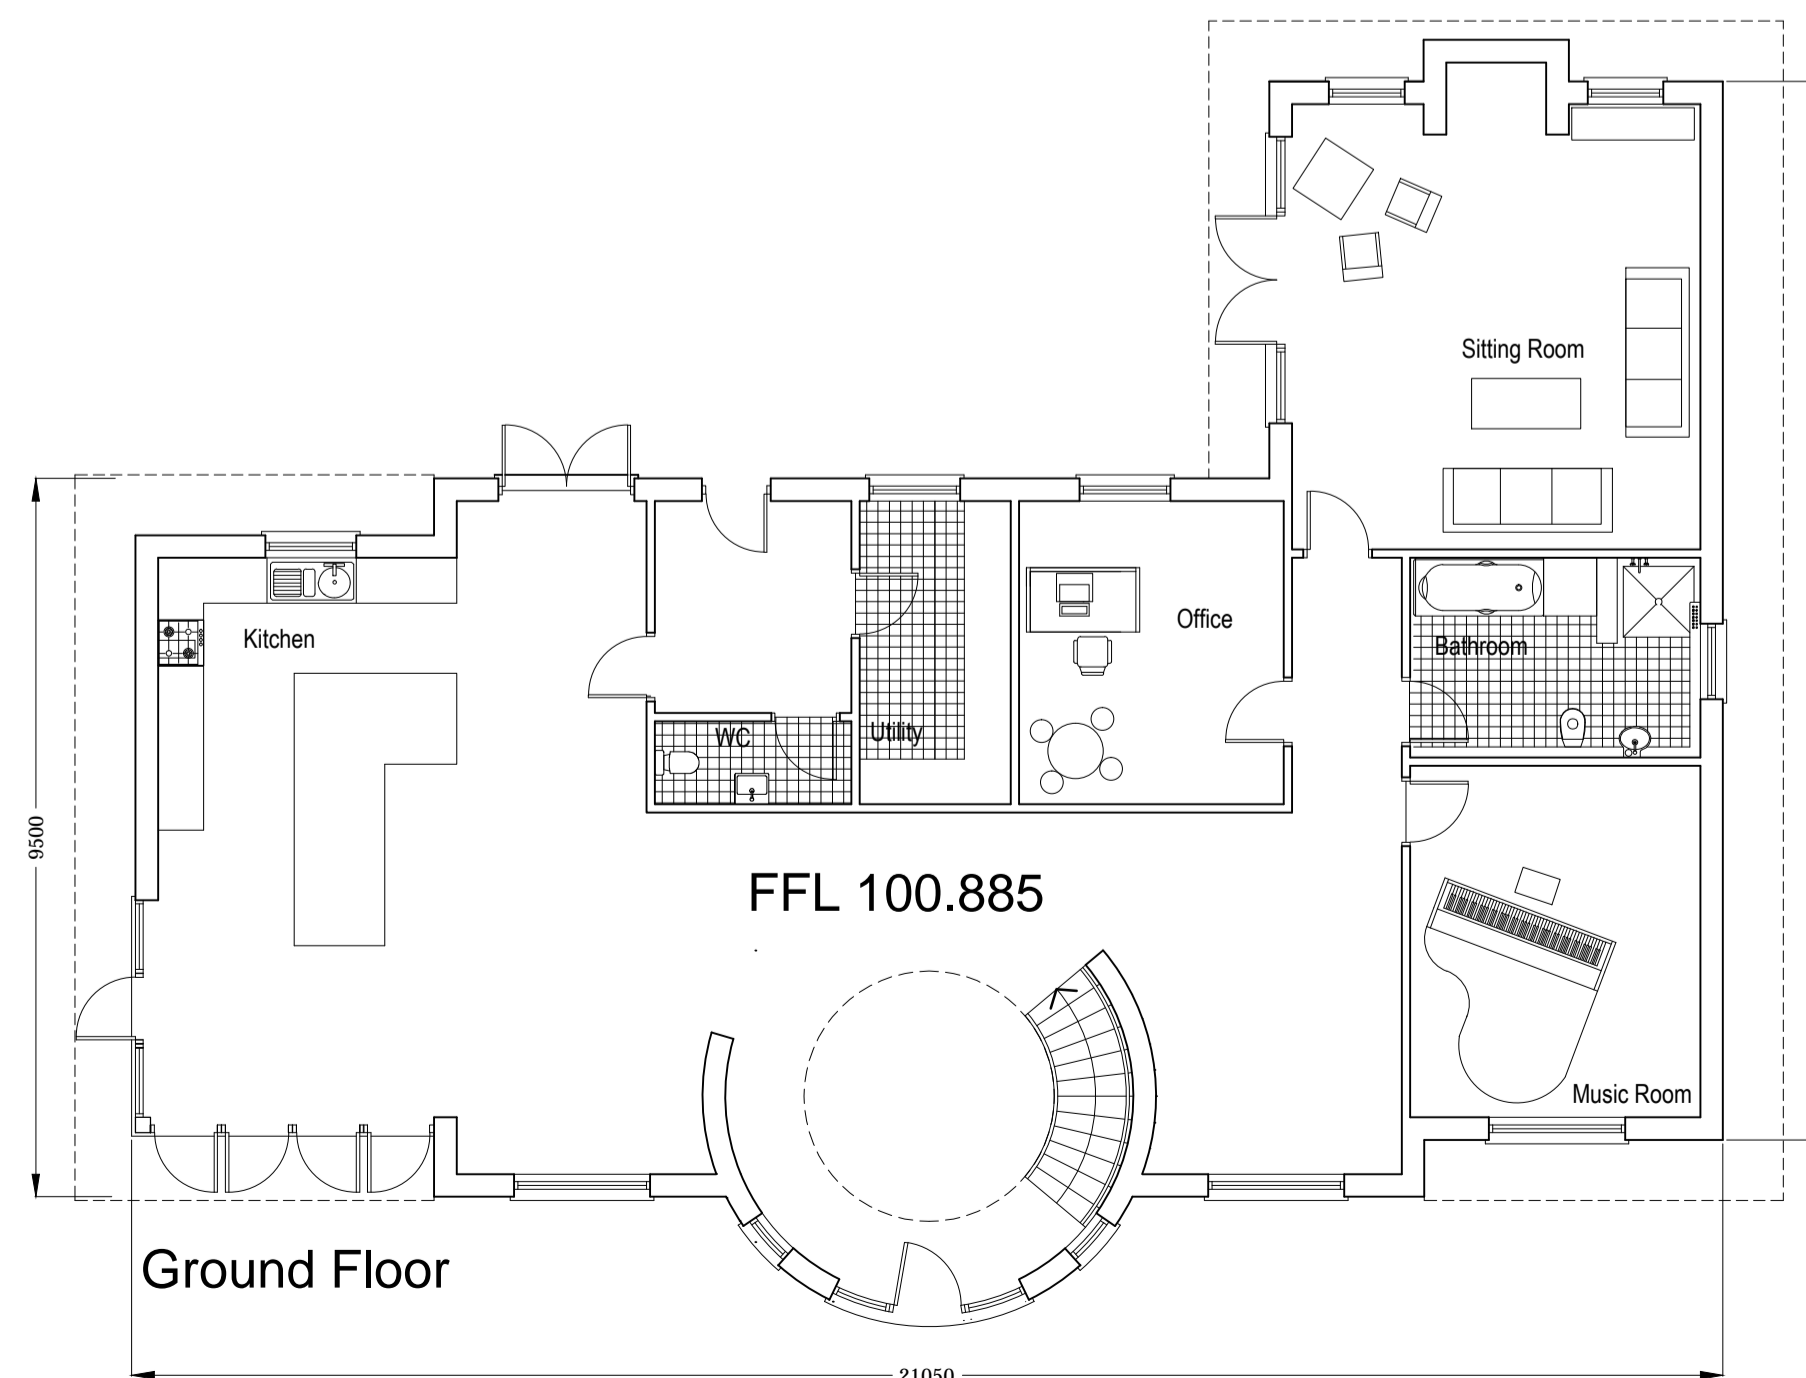 Sitting Room
Kitchen
Office
Bathroom
WC
Utility
9500
FFL 100.885
Music Room
Ground Floor
21050